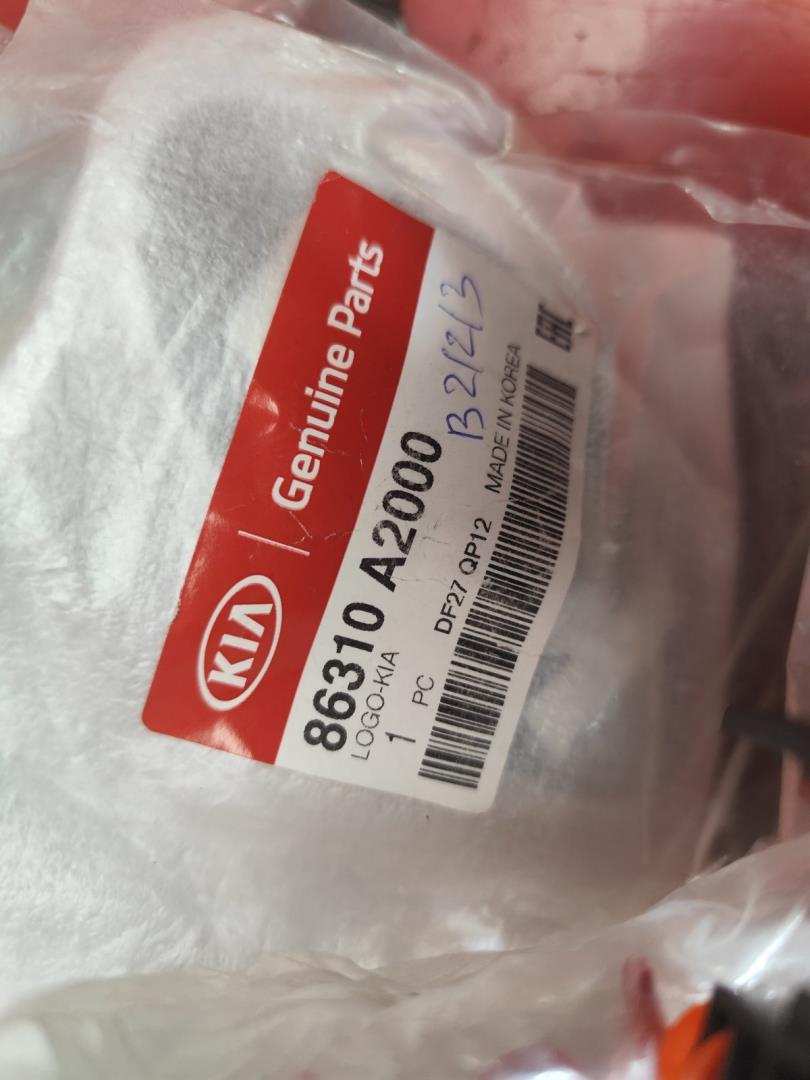 KIA | Genuine Parts
86310 A2000
B2/2/3
LOGO-KIA
1 PC DF27 QP12 MADE IN KOREA
EAC